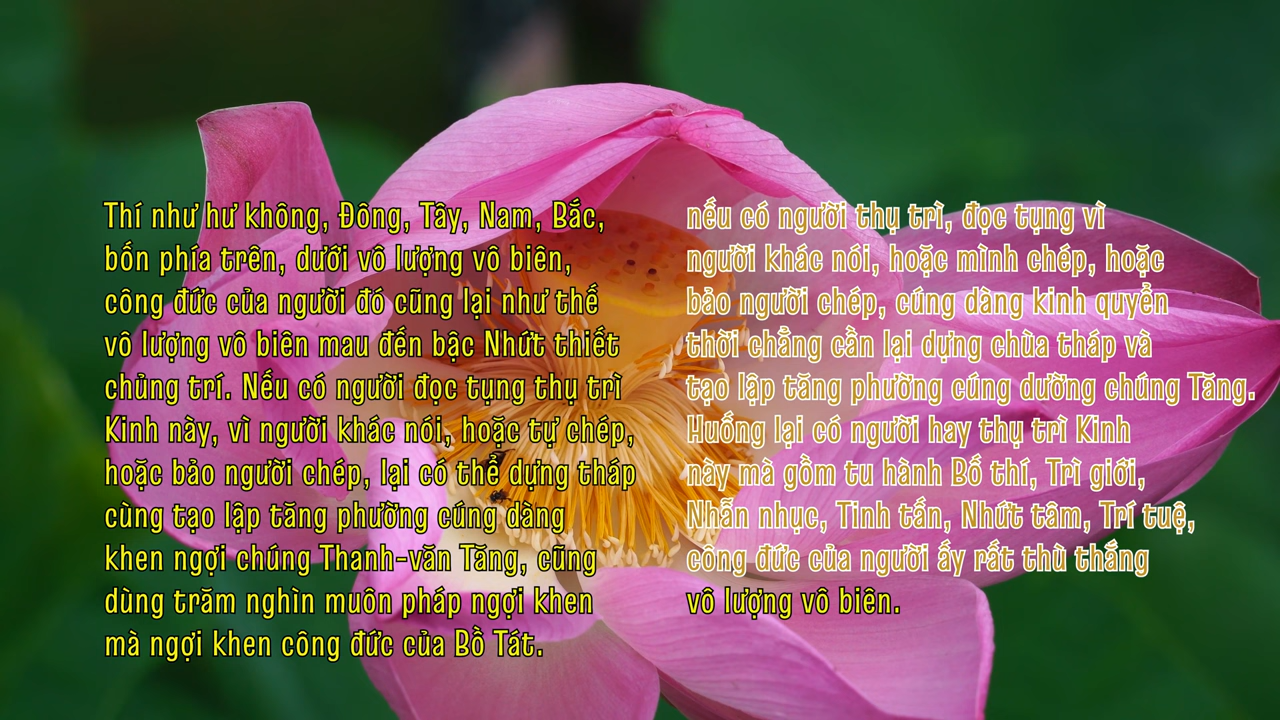 Thí như hư không, Đông, Tây, Nam, Bắc,
bốn phía trên, dưới vô lượng vô biên,
công đức của người đó cũng lại như thế
vô lượng vô biên mau đến bậc Nhứt thiết
chủng trí. Nếu có người đọc tụng thụ trì
Kinh này, vì người khác nói, hoặc tự chép,
hoặc bảo người chép, lại có thể dựng tháp
cùng tạo lập tăng phường cúng dàng
khen ngợi chúng Thanh-văn Tăng, cũng
dùng trăm nghìn muôn pháp ngợi khen
mà ngợi khen công đức của Bồ Tát.
nếu có người thụ trì, đọc tụng vì
người khác nói, hoặc mình chép, hoặc
bảo người chép, cúng dàng kinh quyển
thời chẳng cần lại dựng chùa tháp và
tạo lập tăng phường cúng dường chúng Tăng.
Huống lại có người hay thụ trì Kinh
này mà gồm tu hành Bố thí, Trì giới,
Nhẫn nhục, Tinh tấn, Nhứt tâm, Trí tuệ,
công đức của người ấy rất thù thắng
vô lượng vô biên.